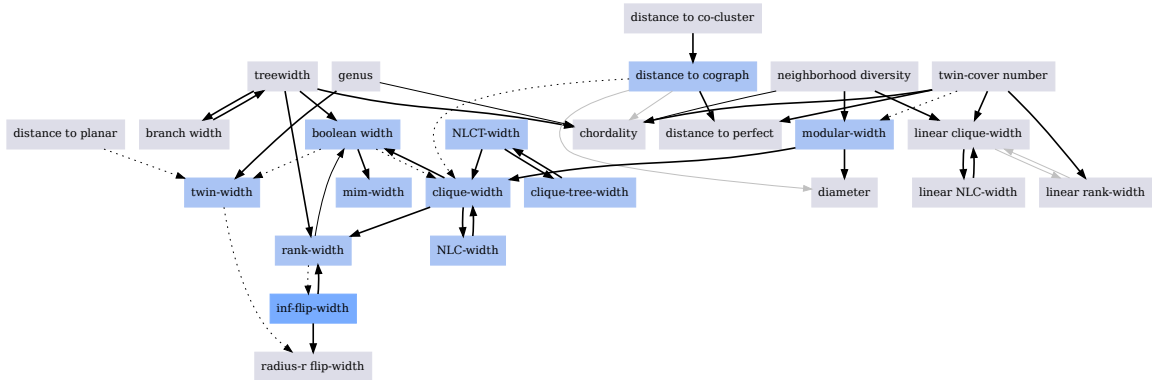 distance to co-cluster
treewidth
genus
distance to cograph
neighborhood diversity
twin-cover number
distance to planar
branch width
boolean width
NLCT-width
chordality
distance to perfect
modular-width
linear clique-width
twin-width
mim-width
clique-width
clique-tree-width
diameter
linear NLC-width
linear rank-width
rank-width
NLC-width
inf-flip-width
radius-r flip-width